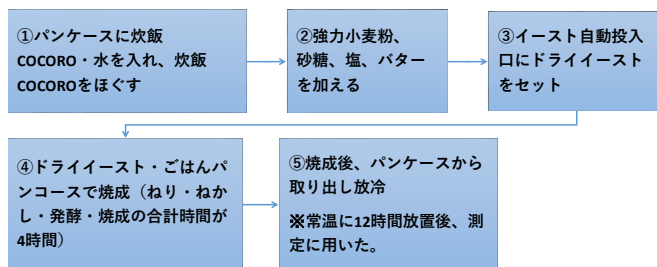 ①パンケースに炊飯
COCORO・水を入れ、炊飯
COCOROをほぐす
②強力小麦粉、
砂糖、塩、バター
を加える
③イースト自動投入
口にドライイースト
をセット
④ドライイースト・ごはんパ
ンコースで焼成（ねり・ねか
し・発酵・焼成の合計時間が
4時間）
⑤焼成後、パンケースから
取り出し放冷
※常温に12時間放置後、測
定に用いた。